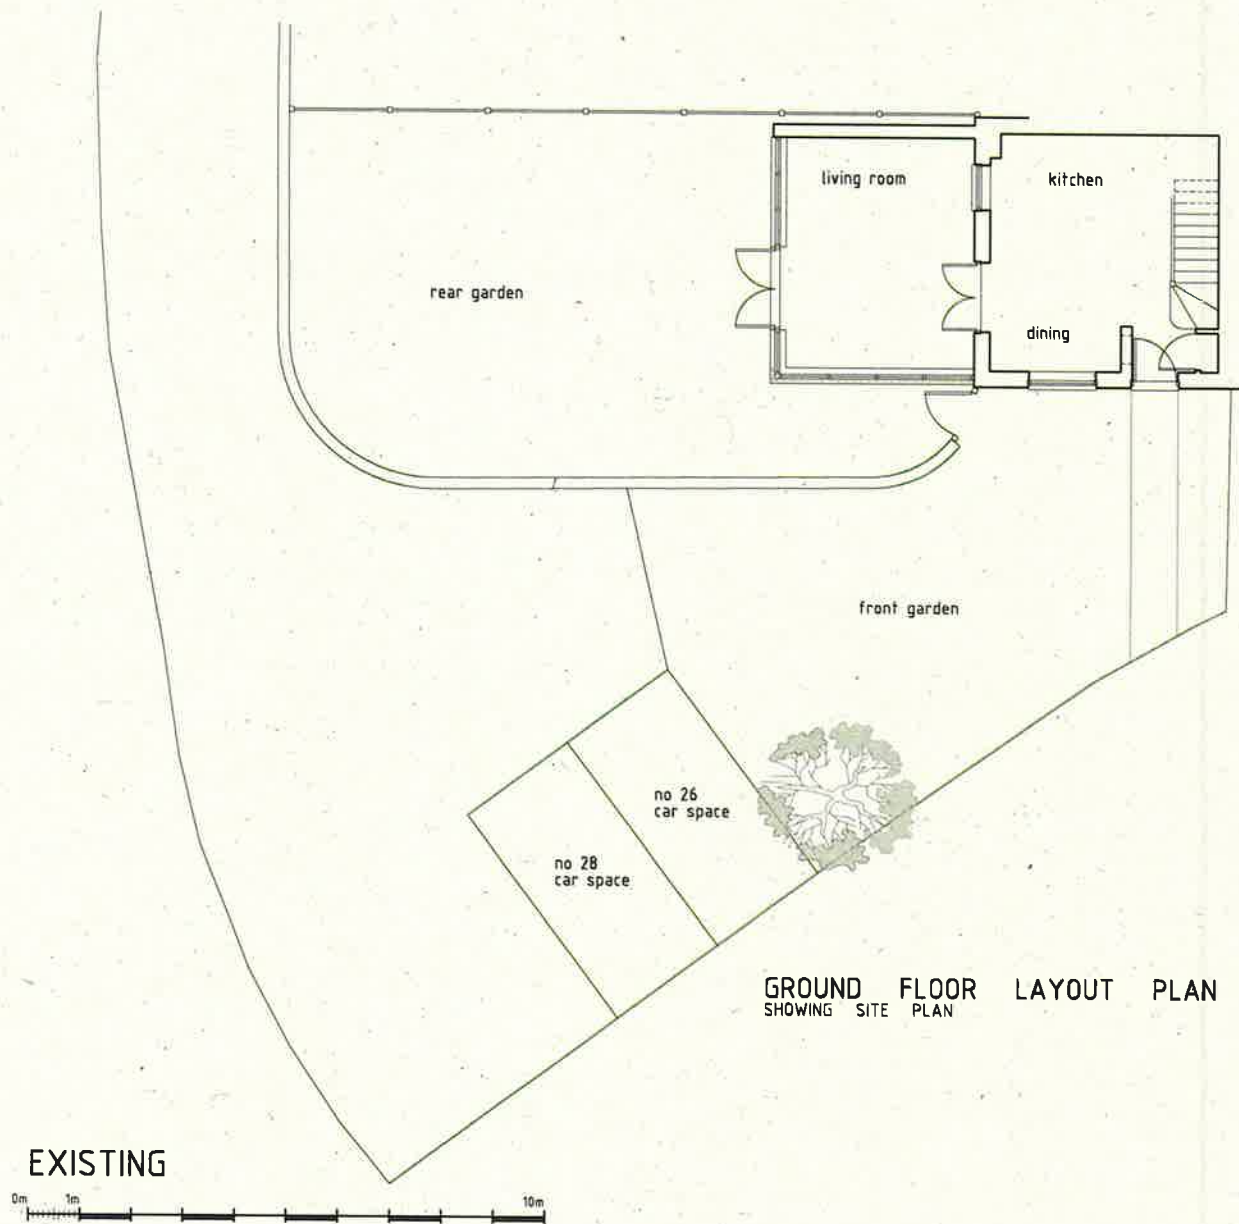 living room
kitchen
rear garden
dining
front garden
no 26
car space
no 28
car space
GROUND FLOOR LAYOUT PLAN
SHOWING SITE PLAN
EXISTING
0m 1m 10m